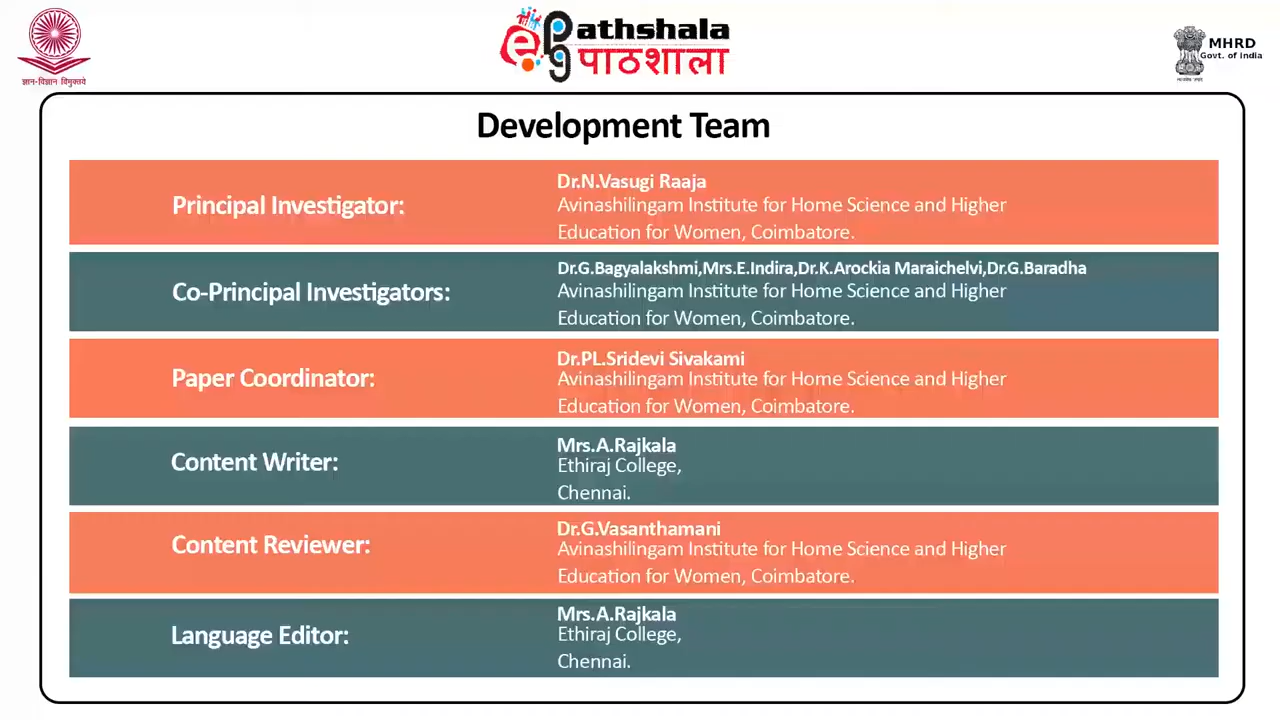 ज्ञान-विज्ञान विमुक्तये
ePathshala
पाठशाला
MHRD
Govt. of India
सत्यमेव जयते
Development Team
Principal Investigator:
Dr.N.Vasugi Raaja
Avinashilingam Institute for Home Science and Higher
Education for Women, Coimbatore.
Co-Principal Investigators:
Dr.G.Bagyalakshmi,Mrs.E.Indira,Dr.K.Arockia Maraichelvi,Dr.G.Baradha
Avinashilingam Institute for Home Science and Higher
Education for Women, Coimbatore.
Paper Coordinator:
Dr.PL.Sridevi Sivakami
Avinashilingam Institute for Home Science and Higher
Education for Women, Coimbatore.
Content Writer:
Mrs.A.Rajkala
Ethiraj College,
Chennai.
Content Reviewer:
Dr.G.Vasanthamani
Avinashilingam Institute for Home Science and Higher
Education for Women, Coimbatore.
Language Editor:
Mrs.A.Rajkala
Ethiraj College,
Chennai.